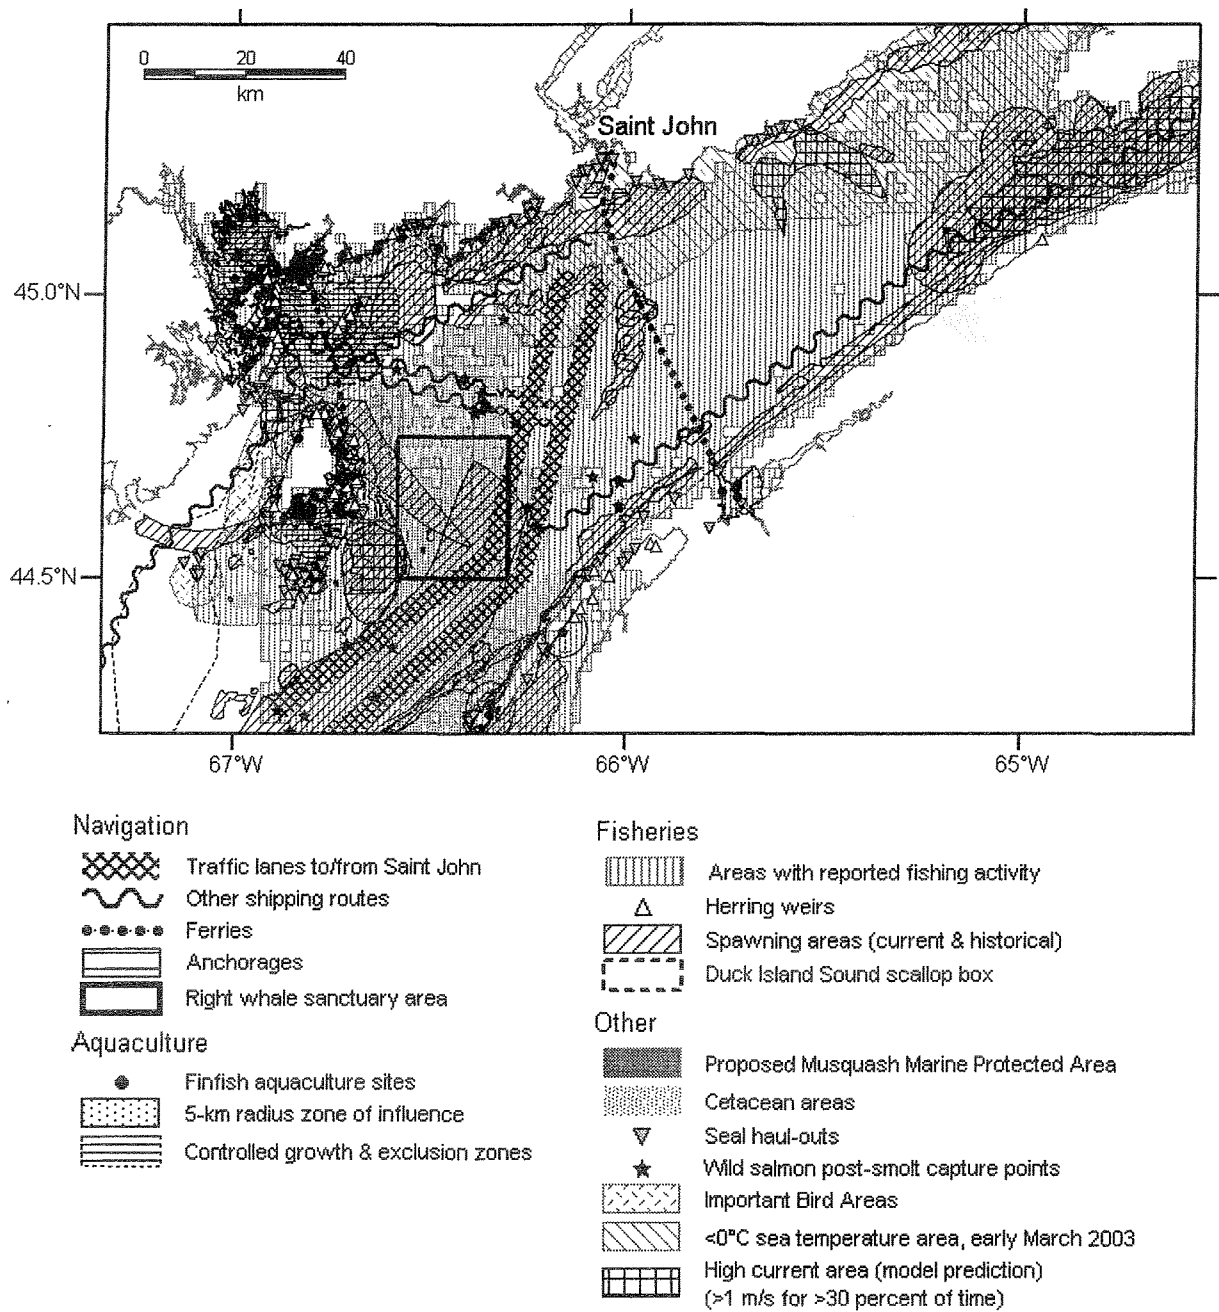 0 20 40
km
Saint John
45.0°N
44.5°N
67°W 66°W 65°W
Navigation
Traffic lanes to/from Saint John
Other shipping routes
Ferries
Anchorages
Right whale sanctuary area
Aquaculture
Finfish aquaculture sites
5-km radius zone of influence
Controlled growth & exclusion zones
Fisheries
Areas with reported fishing activity
Herring weirs
Spawning areas (current & historical)
Duck Island Sound scallop box
Other
Proposed Musquash Marine Protected Area
Cetacean areas
Seal haul-outs
Wild salmon post-smolt capture points
Important Bird Areas
<0°C sea temperature area, early March 2003
High current area (model prediction)
(>1 m/s for >30 percent of time)